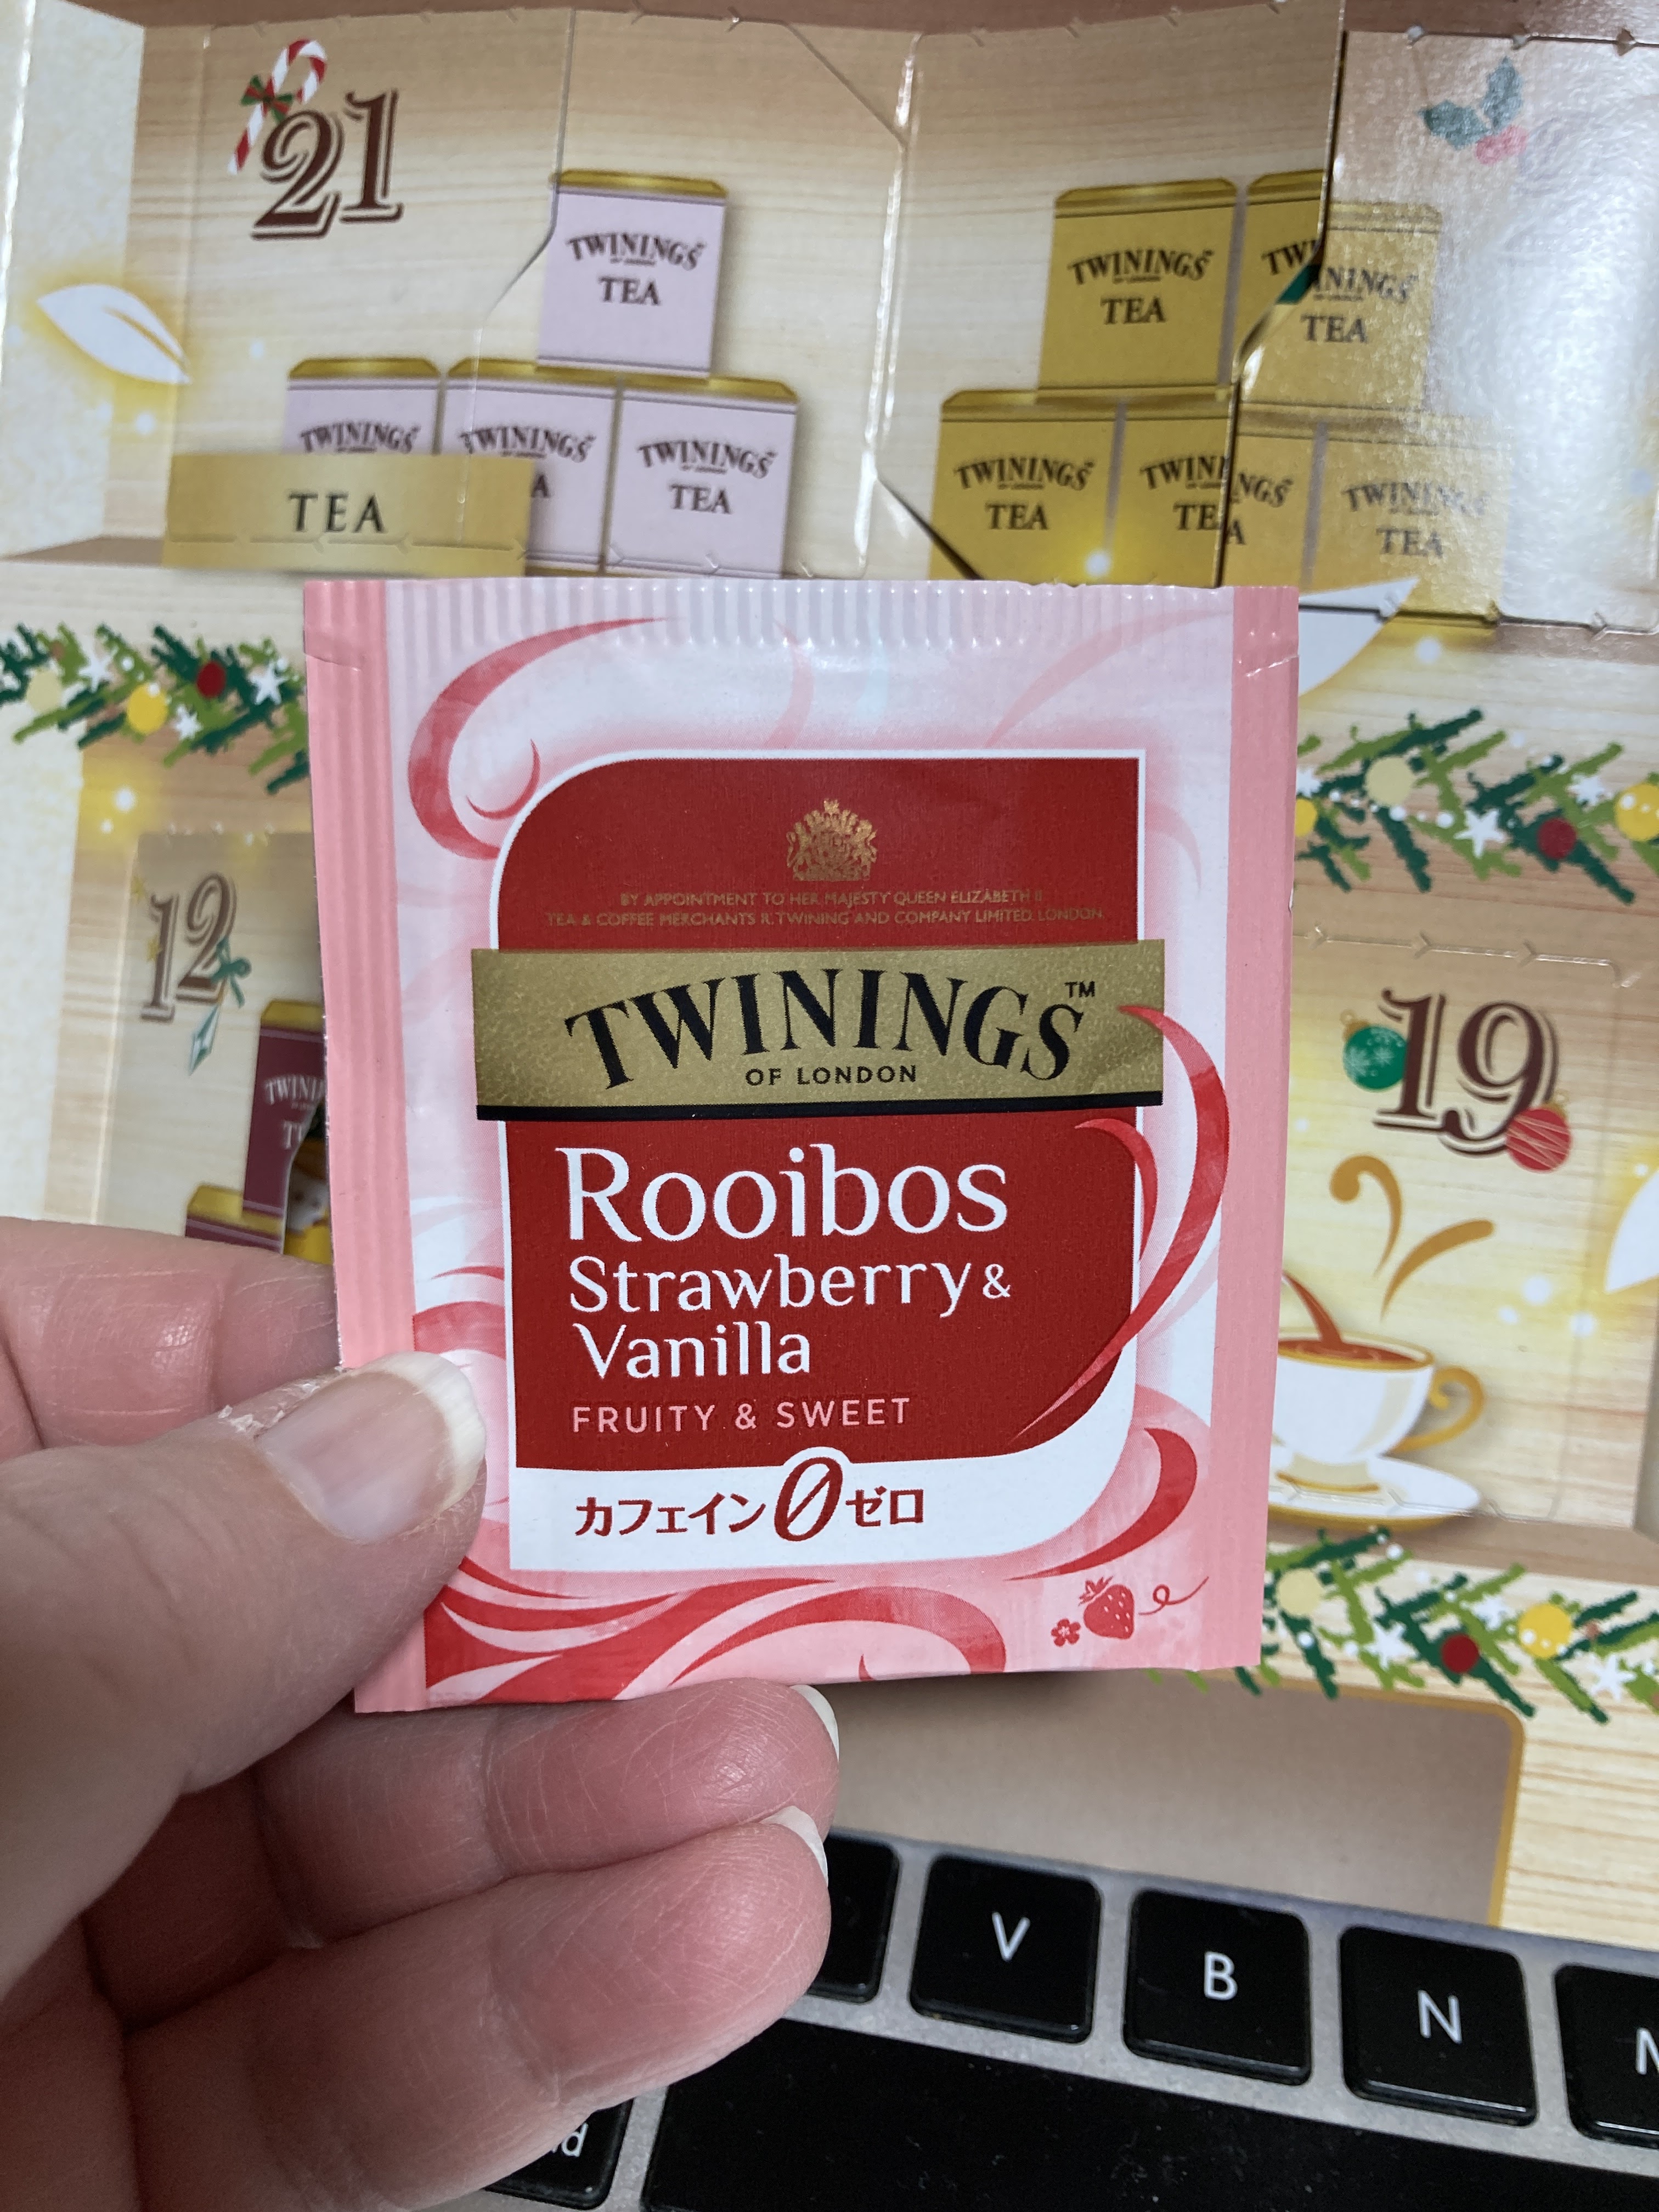 21
TWININGS
TEA
TWININGS
TWININGS
TWININGS
TEA
TEA
TWININGS
TEA
TWININGS
TEA
TWININGS
TEA
TWININGS
TEA
12
19
BY APPOINTMENT TO HER MAJESTY QUEEN ELIZABETH II
TEA & COFFEE MERCHANTS R.TWINING AND COMPANY LIMITED, LONDON.
TWININGS™
OF LONDON
Rooibos
Strawberry &
Vanilla
FRUITY & SWEET
カフェイン0ゼロ
V
B
N
M